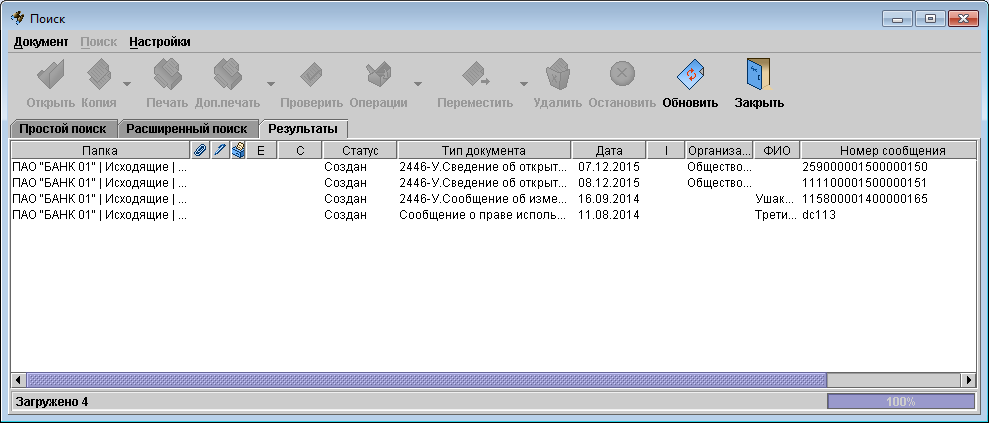 Поиск
Документ Поиск Настройки
Открыть Копия Печать Доп.печать Проверить Операции Переместить Удалить Остановить Обновить Закрыть
Простой поиск Расширенный поиск Результаты
Папка E C Статус Тип документа Дата I Организа... ФИО Номер сообщения
ПАО "БАНК 01" | Исходящие | ... Создан 2446-У.Сведение об открыт... 07.12.2015 Общество... 259000001500000150
ПАО "БАНК 01" | Исходящие | ... Создан 2446-У.Сведение об открыт... 08.12.2015 Общество... 111100001500000151
ПАО "БАНК 01" | Исходящие | ... Создан 2446-У.Сообщение об изме... 16.09.2014 Ушак... 115800001400000165
ПАО "БАНК 01" | Исходящие | ... Создан Сообщение о праве исполь... 11.08.2014 Трети... dc113
Загружено 4 100%